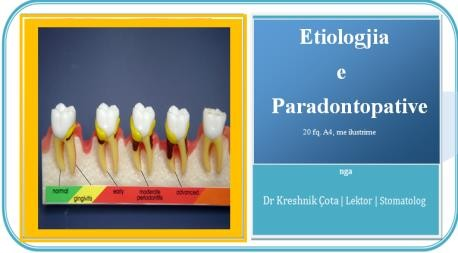 normal
gingivitis
early
moderate
periodontitis
advanced
Etiologjia
e
Paradontopative
20 fq. A4, me ilustrime
nga
Dr Kreshnik Çota | Lektor | Stomatolog